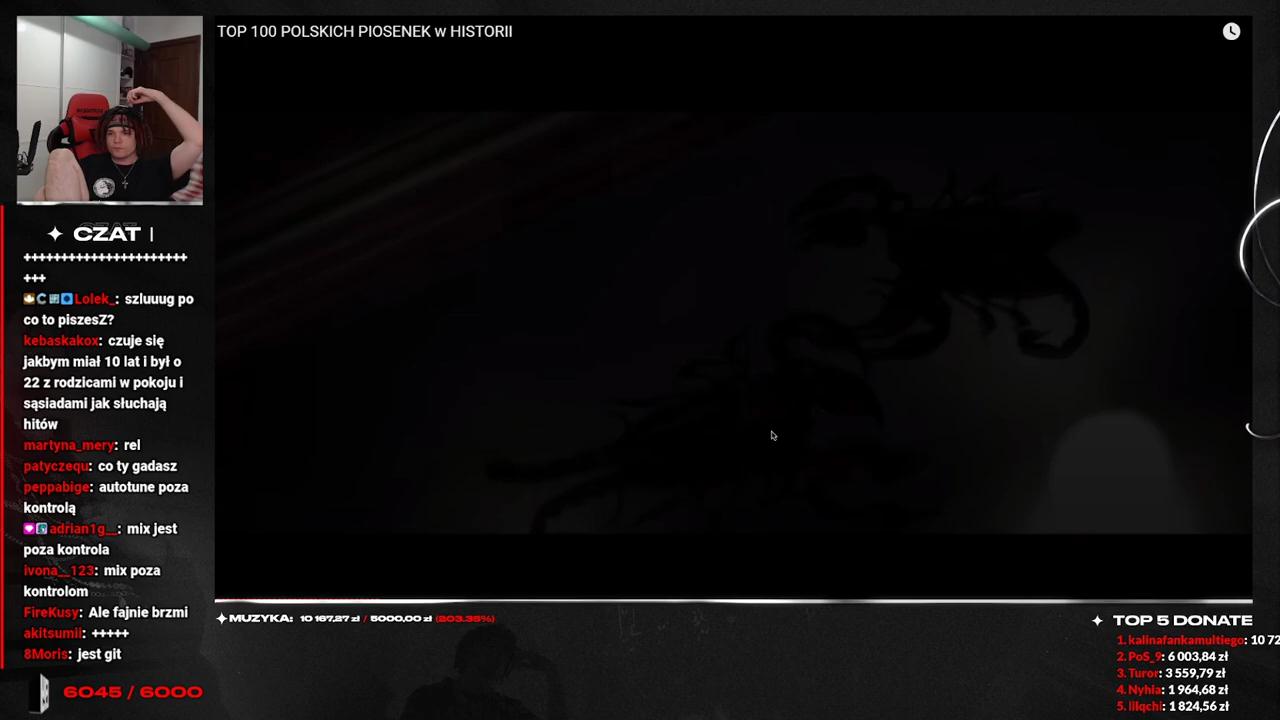 TOP 100 POLSKICH PIOSENEK w HISTORII
CZAT |
++++++++++++++++++++++
+++
Lolek_: szluuug po
co to piszesZ?
kebaskakox: czuje się
jakbym miał 10 lat i był o
22 z rodzicami w pokoju i
sąsiadami jak słuchają
hitów
martyna_mery: rel
patyczequ: co ty gadasz
peppabige: autotune poza
kontrolą
adrian1g__: mix jest
poza kontrola
ivona__123: mix poza
kontrolom
FireKusy: Ale fajnie brzmi
akitsumii: +++++
8Moris: jest git
6045 / 6000
MUZYKA: 10 167,27 zł / 5000,00 zł (203.35%)
TOP 5 DONATE
1. kalinafankamultiego: 10 72
2. PoS_9: 6 003,84 zł
3. Turor: 3 559,79 zł
4. Nyhia: 1 964,68 zł
5. lilqchi: 1 824,56 zł